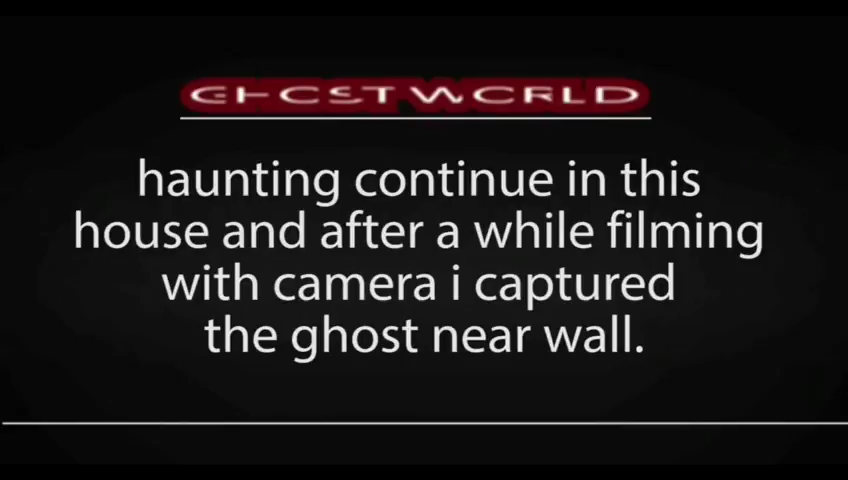 GHOSTWORLD
haunting continue in this
house and after a while filming
with camera i captured
the ghost near wall.